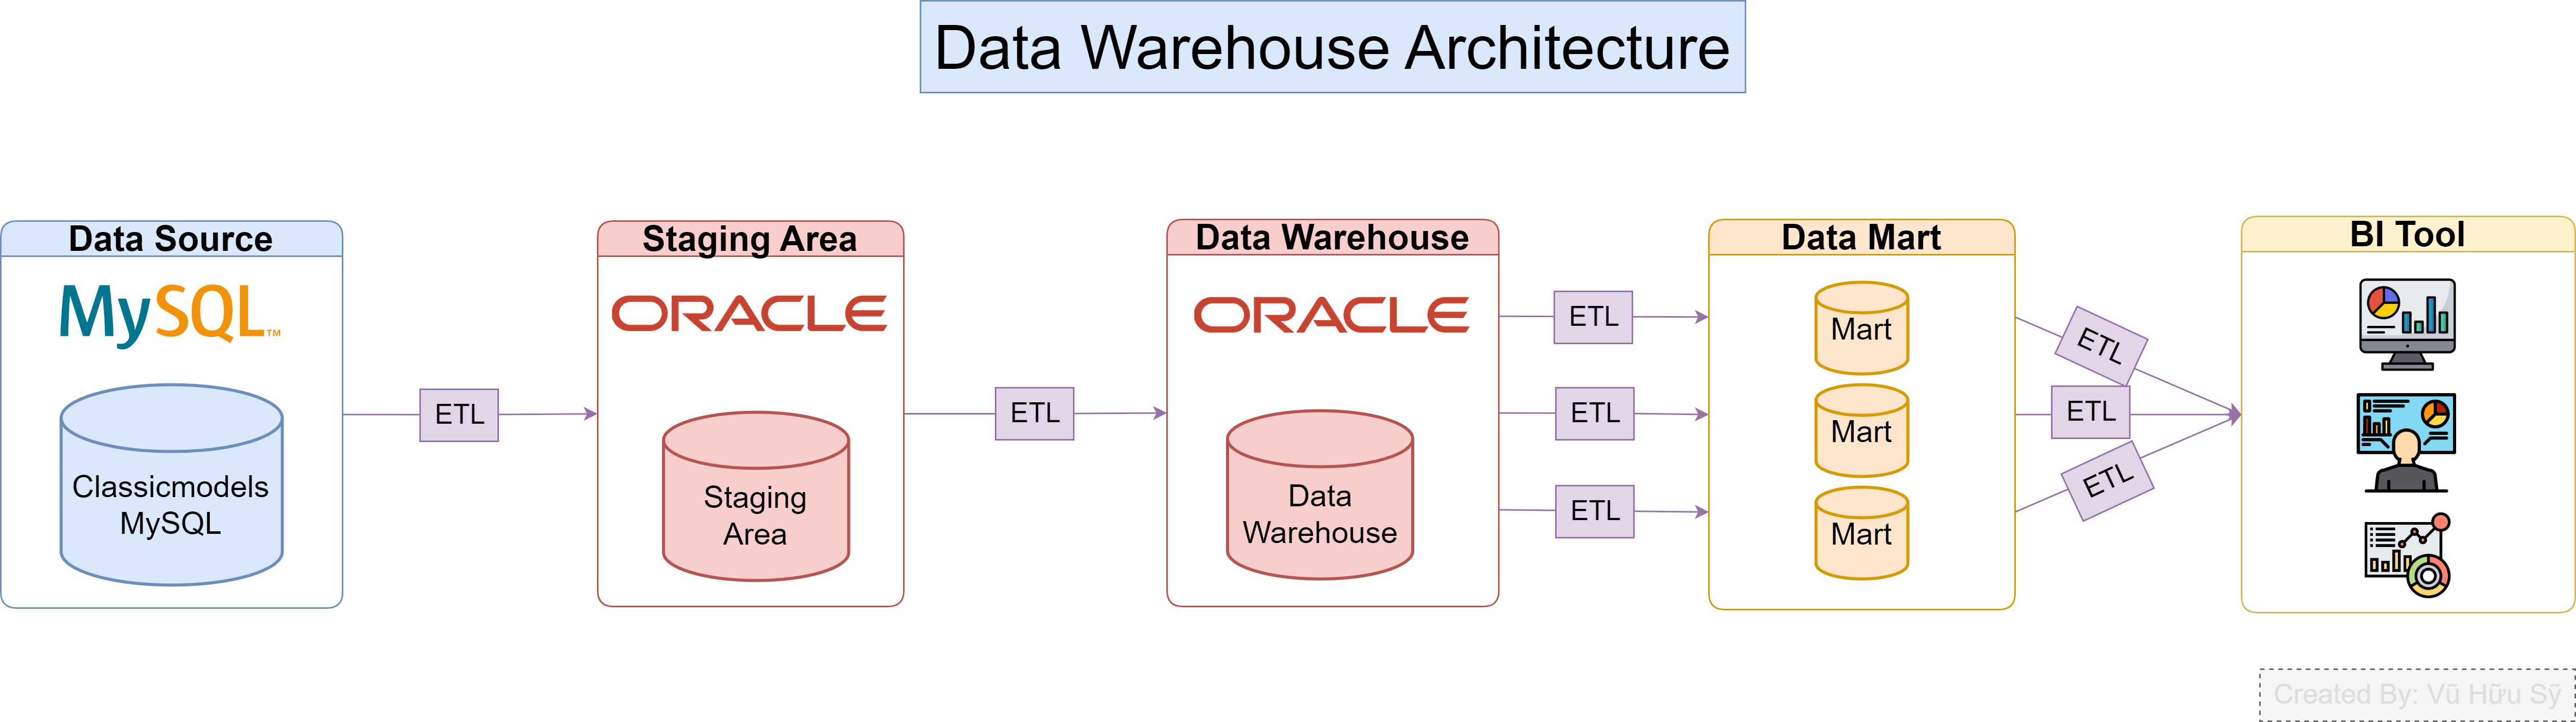 Data Warehouse Architecture
Data Source
MySQL™
Classicmodels
MySQL
ETL
Staging Area
ORACLE
Staging
Area
ETL
Data Warehouse
ORACLE
Data
Warehouse
ETL
ETL
ETL
Data Mart
Mart
Mart
Mart
ETL
ETL
ETL
BI Tool
Created By: Vũ Hữu Sỹ